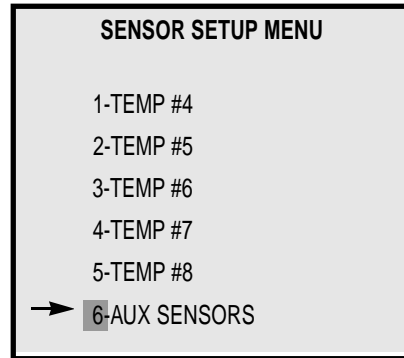 SENSOR SETUP MENU
1-TEMP #4
2-TEMP #5
3-TEMP #6
4-TEMP #7
5-TEMP #8
6-AUX SENSORS